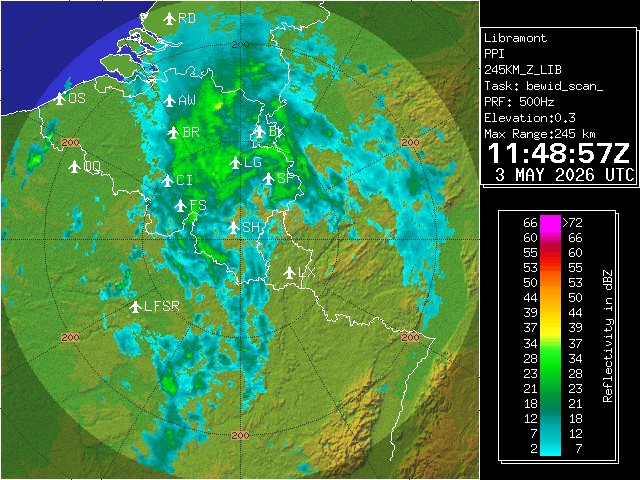 RD
200
OS
AW
BR
BK
200
200
QQ
LG
CI
SP
FS
SH
LX
LFSR
200
200
200
Libramont
PPI
245KM_Z_LIB
Task: bewid_scan_
PRF: 500Hz
Elevation:0.3
Max Range:245 km
11:48:57Z
3 MAY 2026 UTC
66 >72
60 66
55 60
53 55
50 53
44 50
39 44
37 39
34 37
28 34
23 28
21 23
18 21
12 18
7 12
2 7
Reflectivity in dBZ